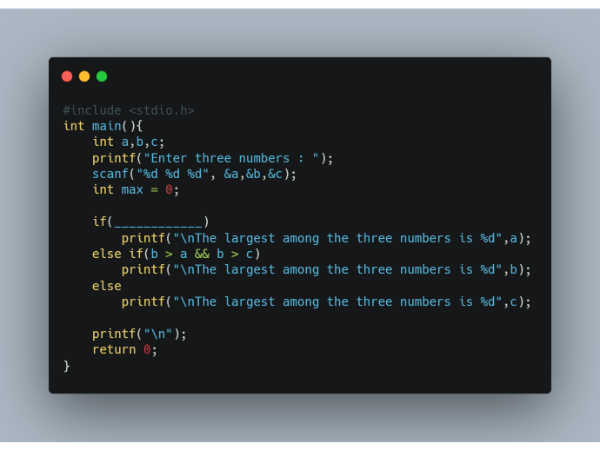 #include <stdio.h>
int main(){
    int a,b,c;
    printf("Enter three numbers : ");
    scanf("%d %d %d", &a,&b,&c);
    int max = 0;

    if(____________)
        printf("\nThe largest among the three numbers is %d",a);
    else if(b > a && b > c)
        printf("\nThe largest among the three numbers is %d",b);
    else
        printf("\nThe largest among the three numbers is %d",c);

    printf("\n");
    return 0;
}